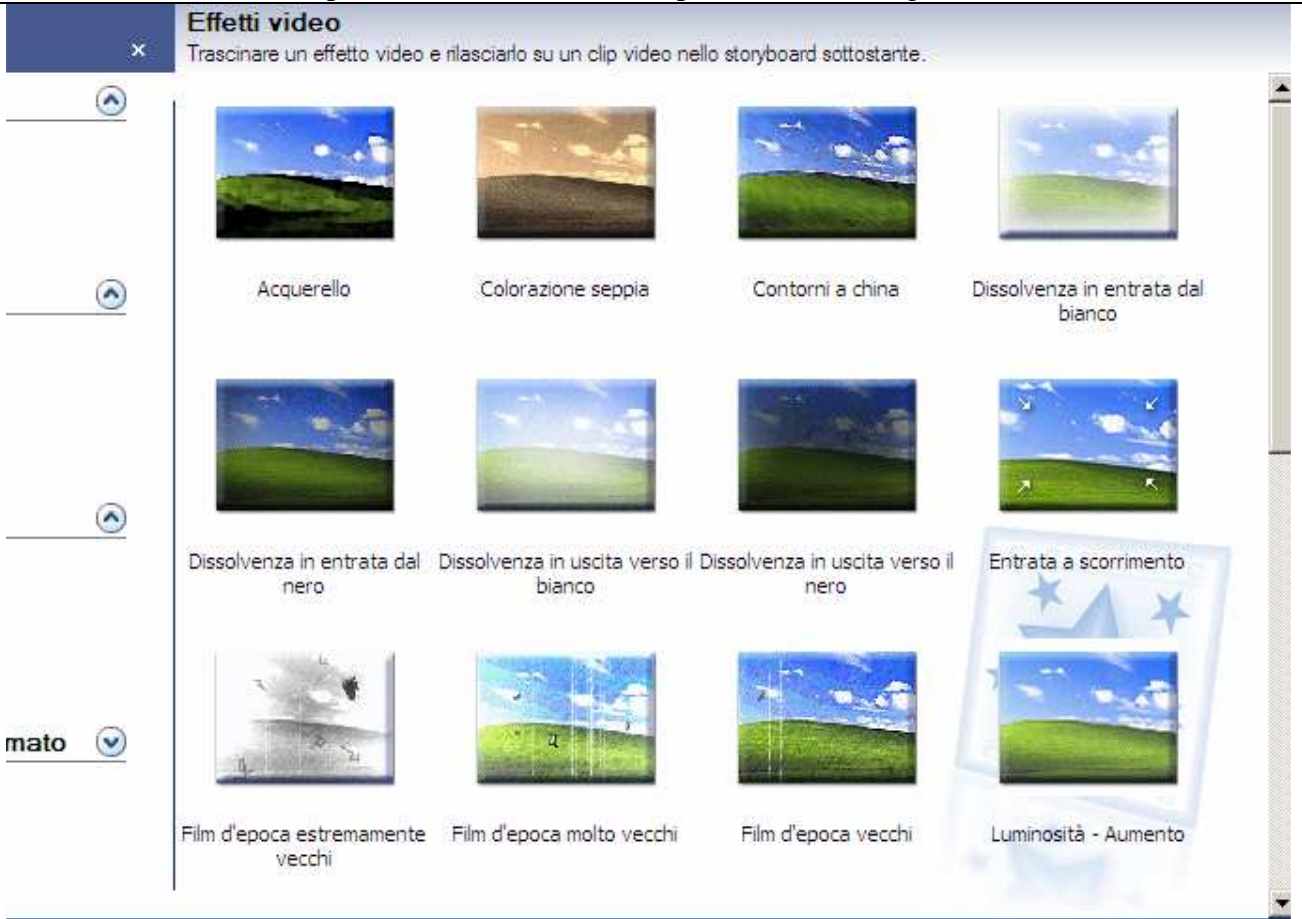 Effetti video
Trascinare un effetto video e rilasciarlo su un clip video nello storyboard sottostante.
Acquerello
Colorazione seppia
Contorni a china
Dissolvenza in entrata dal
bianco
Dissolvenza in entrata dal
nero
Dissolvenza in uscita verso il
bianco
Dissolvenza in uscita verso il
nero
Entrata a scorrimento
mato
Film d'epoca estremamente
vecchi
Film d'epoca molto vecchi
Film d'epoca vecchi
Luminosità - Aumento